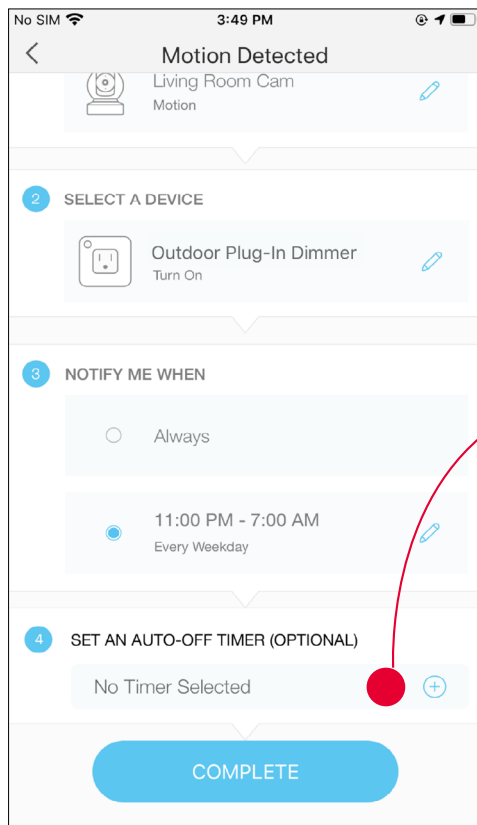 No SIM 3:49 PM
Motion Detected
Living Room Cam
Motion
2 SELECT A DEVICE
Outdoor Plug-In Dimmer
Turn On
3 NOTIFY ME WHEN
Always
11:00 PM - 7:00 AM
Every Weekday
4 SET AN AUTO-OFF TIMER (OPTIONAL)
No Timer Selected
COMPLETE